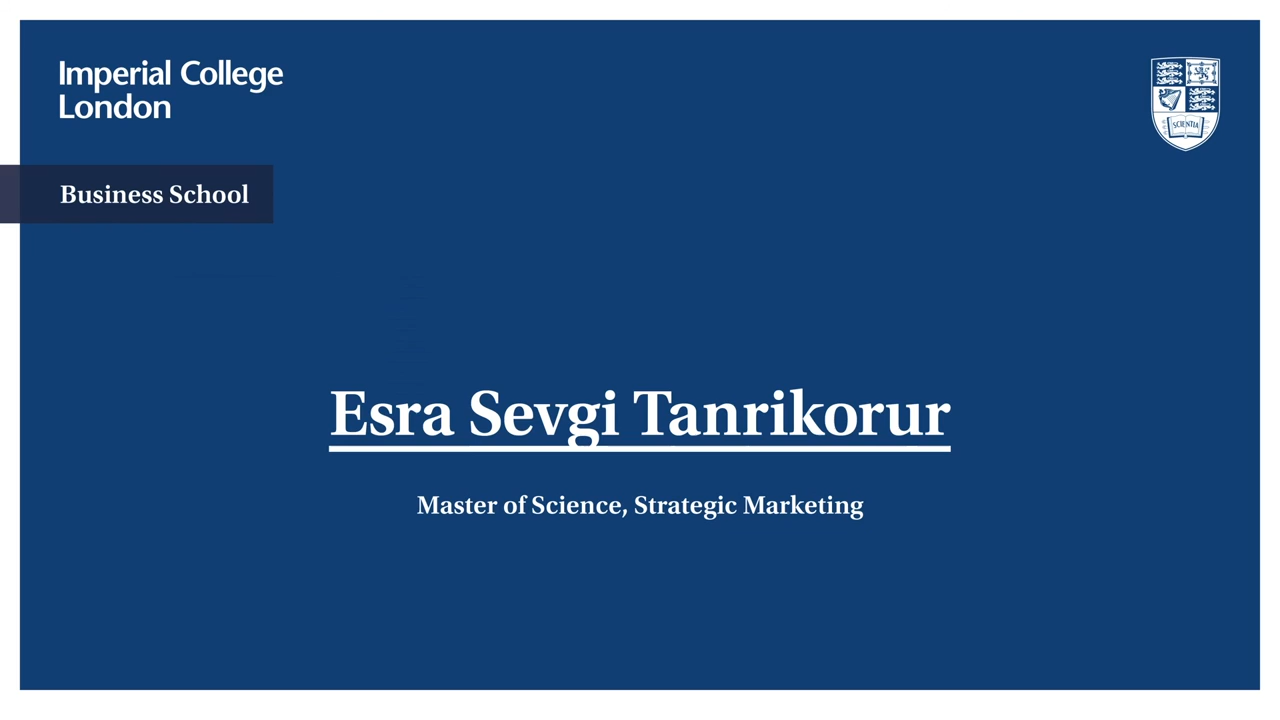 Imperial College
London
SCIENTIA
Business School
Esra Sevgi Tanrikorur
Master of Science, Strategic Marketing